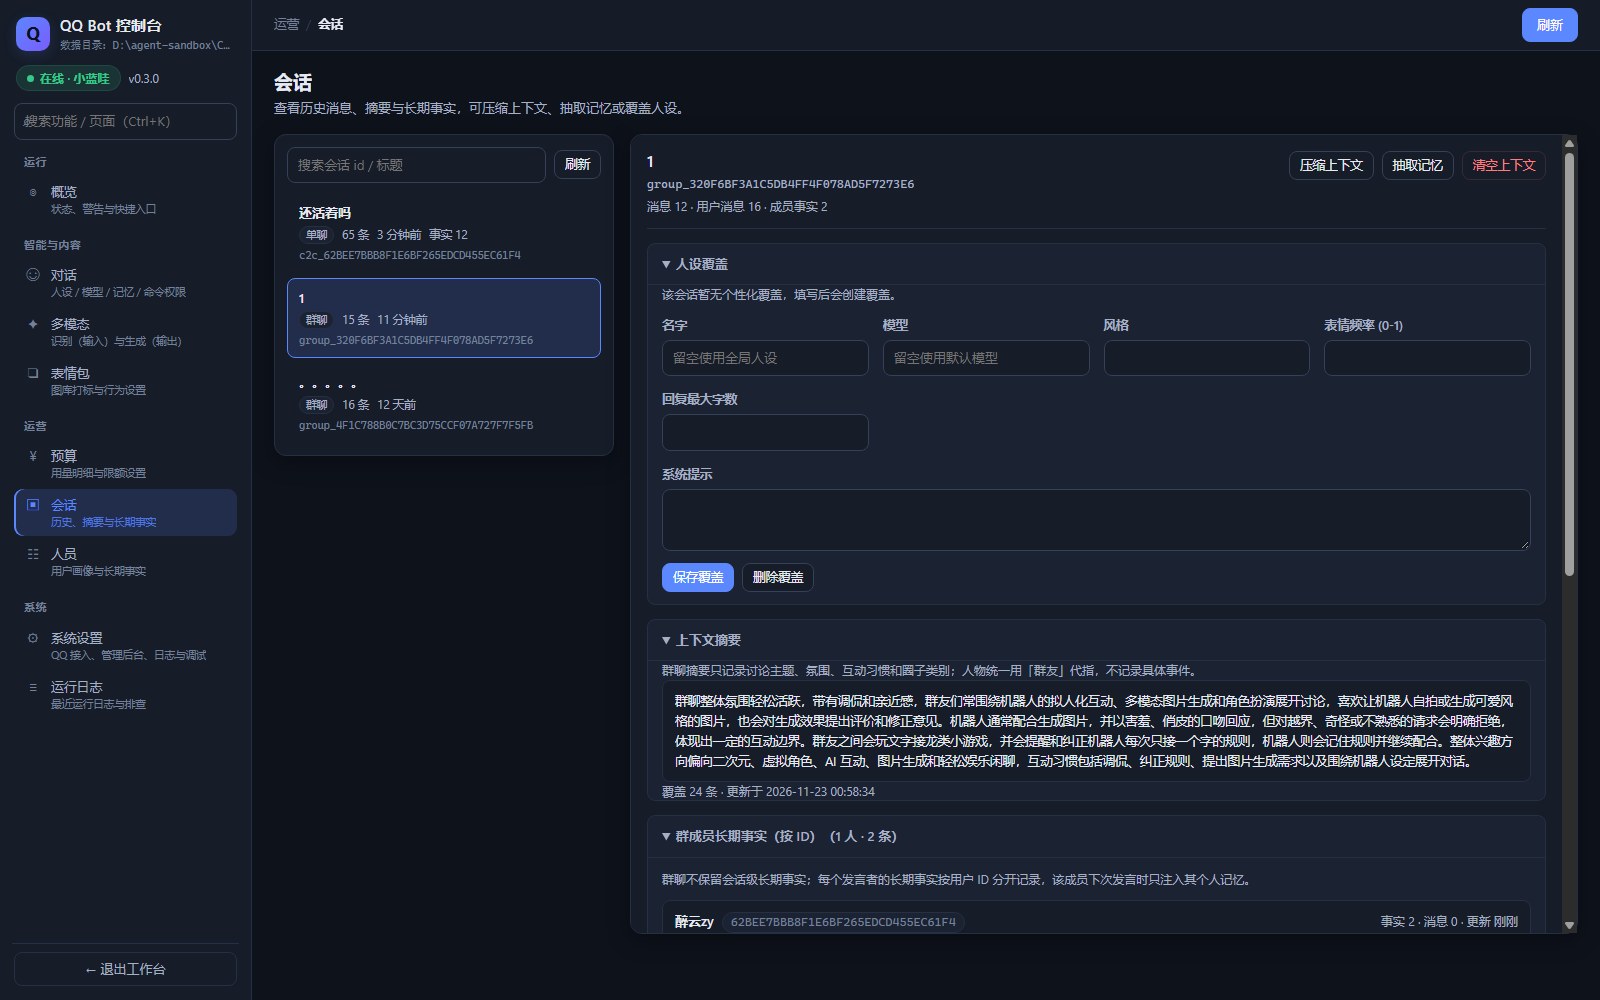 Q
QQ Bot 控制台
数据目录: D:\agent-sandbox\C…
在线 · 小蓝哇
v0.3.0
搜索功能 / 页面（Ctrl+K）
运行
概览
状态、警告与快捷入口
智能与内容
对话
人设 / 模型 / 记忆 / 命令权限
多模态
识别（输入）与生成（输出）
表情包
图库打标与行为设置
运营
¥ 预算
用量明细与限额设置
会话
历史、摘要与长期事实
人员
用户画像与长期事实
系统
系统设置
QQ 接入、管理后台、日志与调试
运行日志
最近运行日志与排查
← 退出工作台
运营 / 会话
刷新
会话
查看历史消息、摘要与长期事实，可压缩上下文、抽取记忆或覆盖人设。
搜索会话 id / 标题
刷新
还活着吗
单聊 65 条 3 分钟前 事实 12
c2c_62BEE7BBB8F1E6BF265EDCD455EC61F4
1
群聊 15 条 11 分钟前
group_320F6BF3A1C5DB4FF4F078AD5F7273E6
。。。。。
群聊 16 条 12 天前
group_4F1C788B0C7BC3D75CCF07A727F7F5FB
1
group_320F6BF3A1C5DB4FF4F078AD5F7273E6
消息 12 · 用户消息 16 · 成员事实 2
压缩上下文
抽取记忆
清空上下文
▼ 人设覆盖
该会话暂无个性化覆盖，填写后会创建覆盖。
名字
模型
风格
表情频率 (0-1)
留空使用全局人设
留空使用默认模型
回复最大字数
系统提示
保存覆盖
删除覆盖
▼ 上下文摘要
群聊摘要只记录讨论主题、氛围、互动习惯和圈子类别；人物统一用「群友」代指，不记录具体事件。
群聊整体氛围轻松活跃，带有调侃和亲近感，群友们常围绕机器人的拟人化互动、多模态图片生成和角色扮演展开讨论，喜欢让机器人自拍或生成可爱风
格的图片，也会对生成效果提出评价和修正意见。机器人通常配合生成图片，并以害羞、俏皮的口吻回应，但对越界、奇怪或不熟悉的请求会明确拒绝，
体现出一定的互动边界。群友之间会玩文字接龙类小游戏，并会提醒和纠正机器人每次只接一个字的规则，机器人则会记住规则并继续配合。整体兴趣方
向偏向二次元、虚拟角色、AI 互动、图片生成和轻松娱乐闲聊，互动习惯包括调侃、纠正规则、提出图片生成需求以及围绕机器人设定展开对话。
覆盖 24 条 · 更新于 2026-11-23 00:58:34
▼ 群成员长期事实（按 ID）（1 人 · 2 条）
群聊不保留会话级长期事实；每个发言者的长期事实按用户 ID 分开记录，该成员下次发言时只注入其个人记忆。
醉云zy 62BEE7BBB8F1E6BF265EDCD455EC61F4
事实 2 · 消息 0 · 更新 刚刚